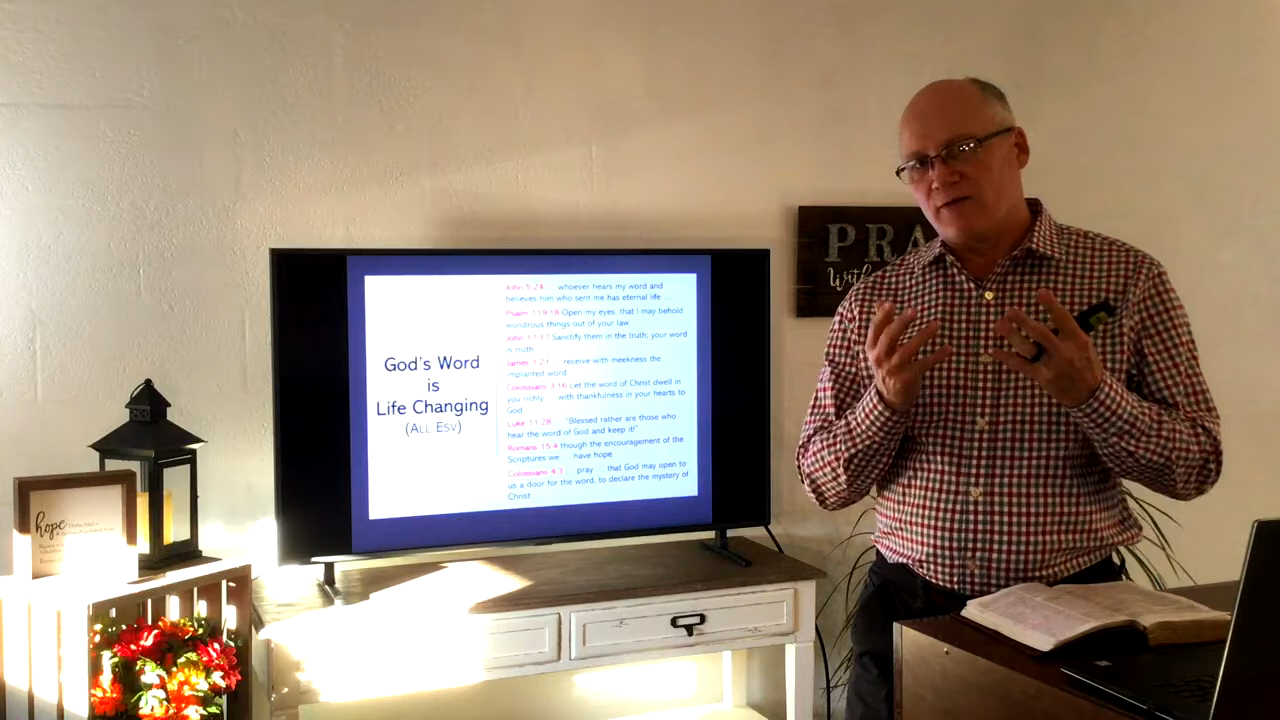 PRA
With
God's Word
is
Life Changing
(ALL ESV)
John 5:24 ... whoever hears my word and
believes him who sent me has eternal life ...
Psalm 119:18 Open my eyes, that I may behold
wondrous things out of your law.
John 17:17 Sanctify them in the truth; your word
is truth.
James 1:21 ... receive with meekness the
implanted word
Colossians 3:16 Let the word of Christ dwell in
you richly ... with thankfulness in your hearts to
God.
Luke 11:28 ... "Blessed rather are those who
hear the word of God and keep it!"
Romans 15:4 though the encouragement of the
Scriptures we ... have hope.
Colossians 4:3 ... pray ... that God may open to
us a door for the word, to declare the mystery of
Christ
hope